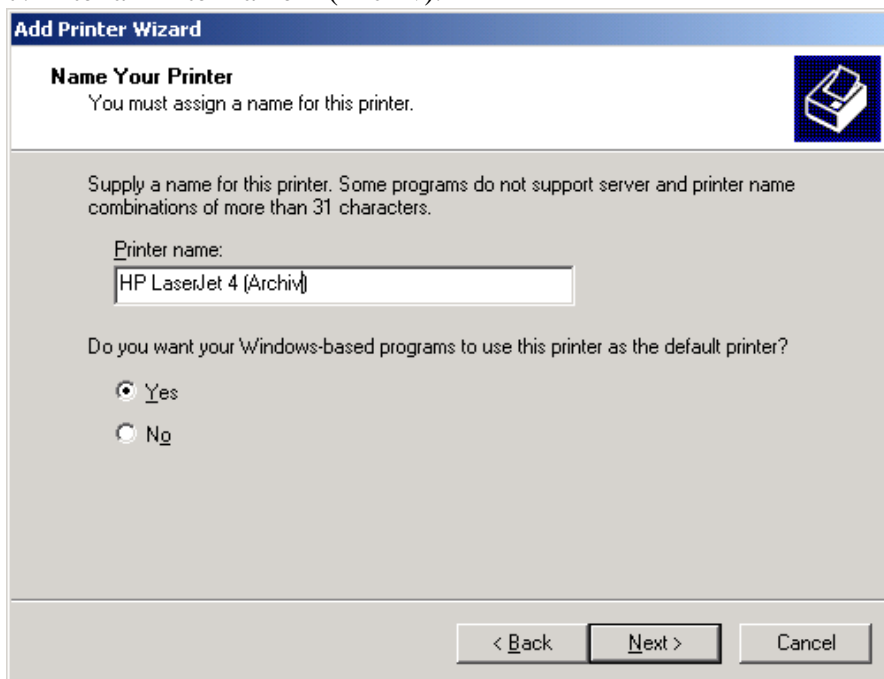 Add Printer Wizard
Name Your Printer
You must assign a name for this printer.
Supply a name for this printer. Some programs do not support server and printer name
combinations of more than 31 characters.
Printer name:
HP LaserJet 4 (Archiv)
Do you want your Windows-based programs to use this printer as the default printer?
Yes
No
< Back
Next >
Cancel